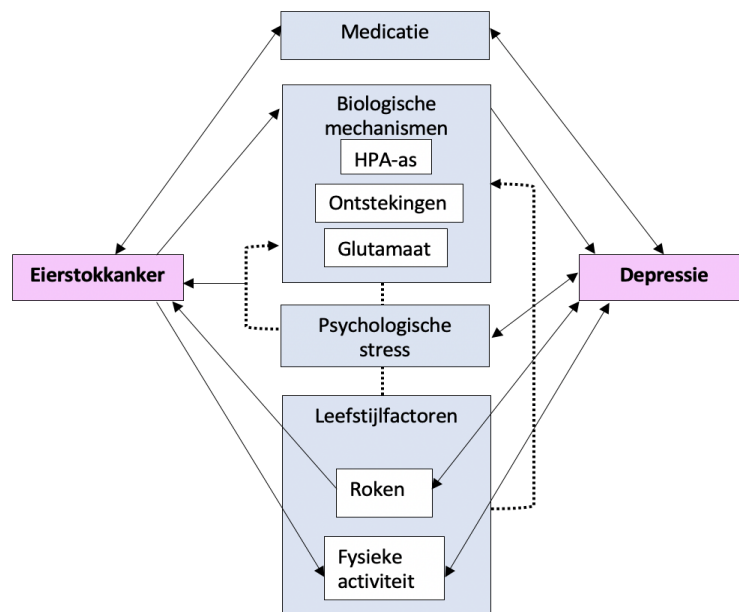 Medicatie
Biologische
mechanismen
HPA-as
Ontstekingen
Glutamaat
Eierstokkanker
Depressie
Psychologische
stress
Leefstijlfactoren
Roken
Fysieke
activiteit